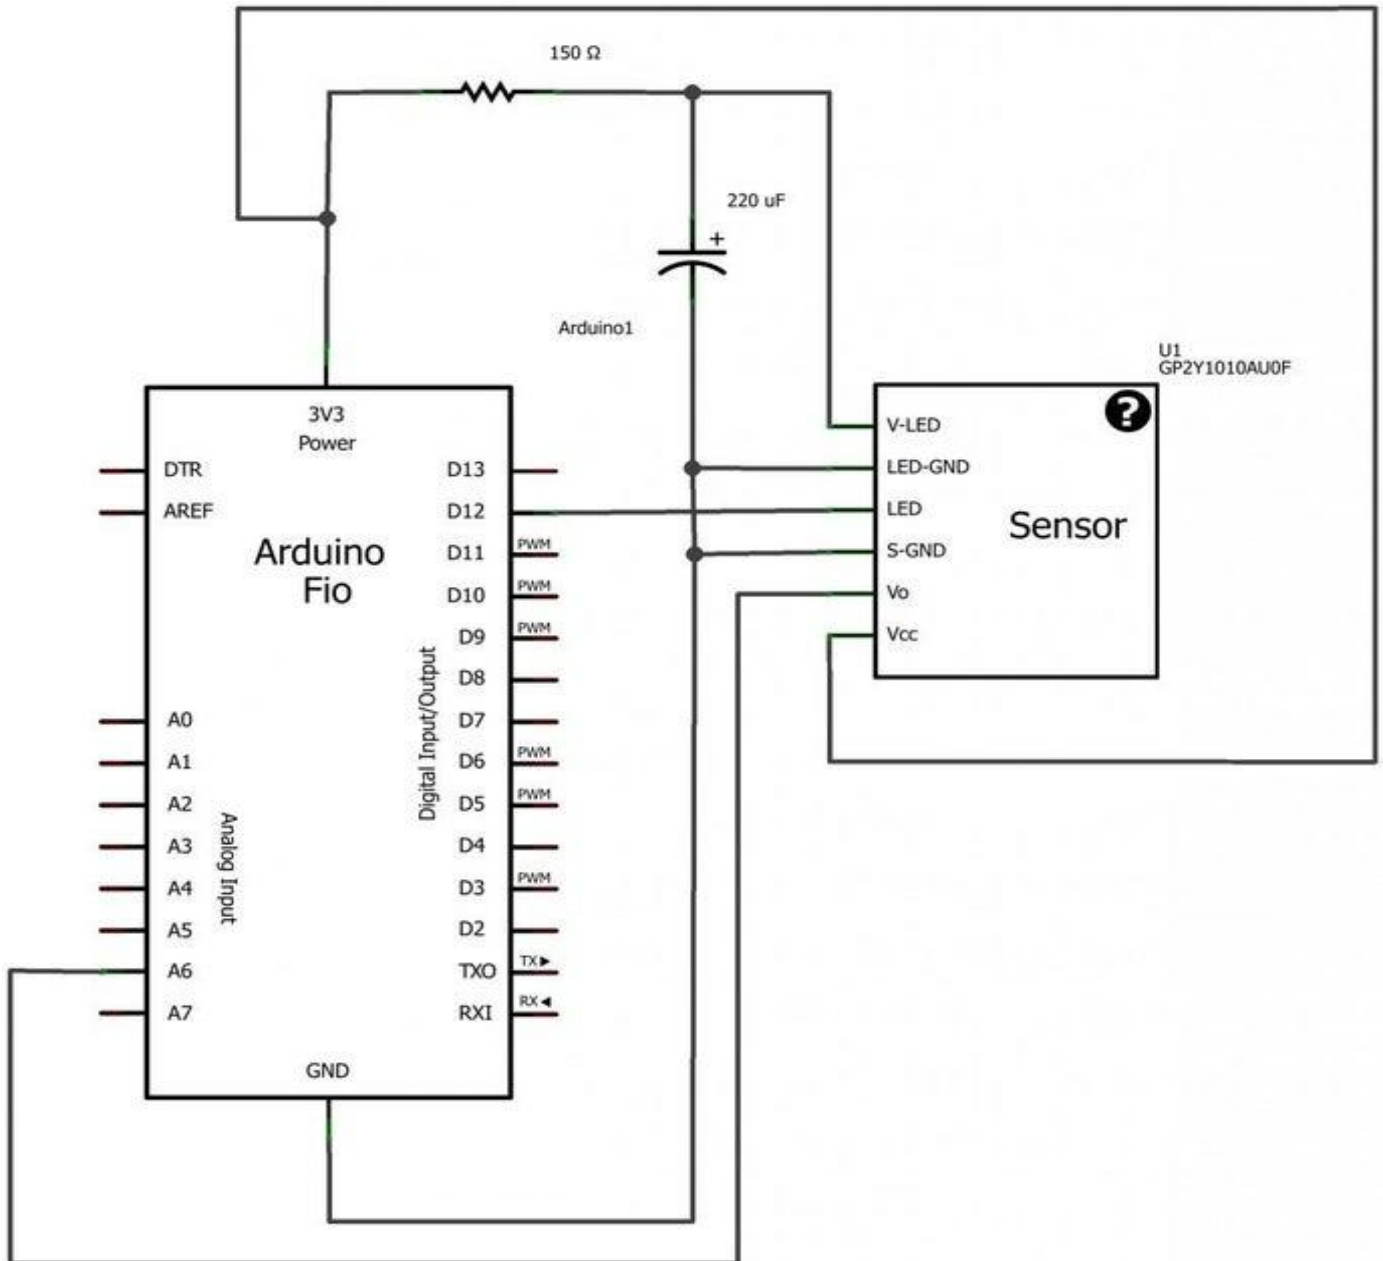 150 Ω
220 uF
+
Arduino1
U1
GP2Y1010AU0F
?
3V3
Power
V-LED
LED-GND
LED
S-GND
Vo
Vcc
Sensor
DTR
AREF
Arduino
Fio
D13
D12
D11 PWM
D10 PWM
D9 PWM
D8
D7
D6 PWM
D5 PWM
D4
D3 PWM
D2
TXO TX▶
RXI RX◀
Digital Input/Output
A0
A1
A2
A3
A4
A5
A6
A7
Analog Input
GND